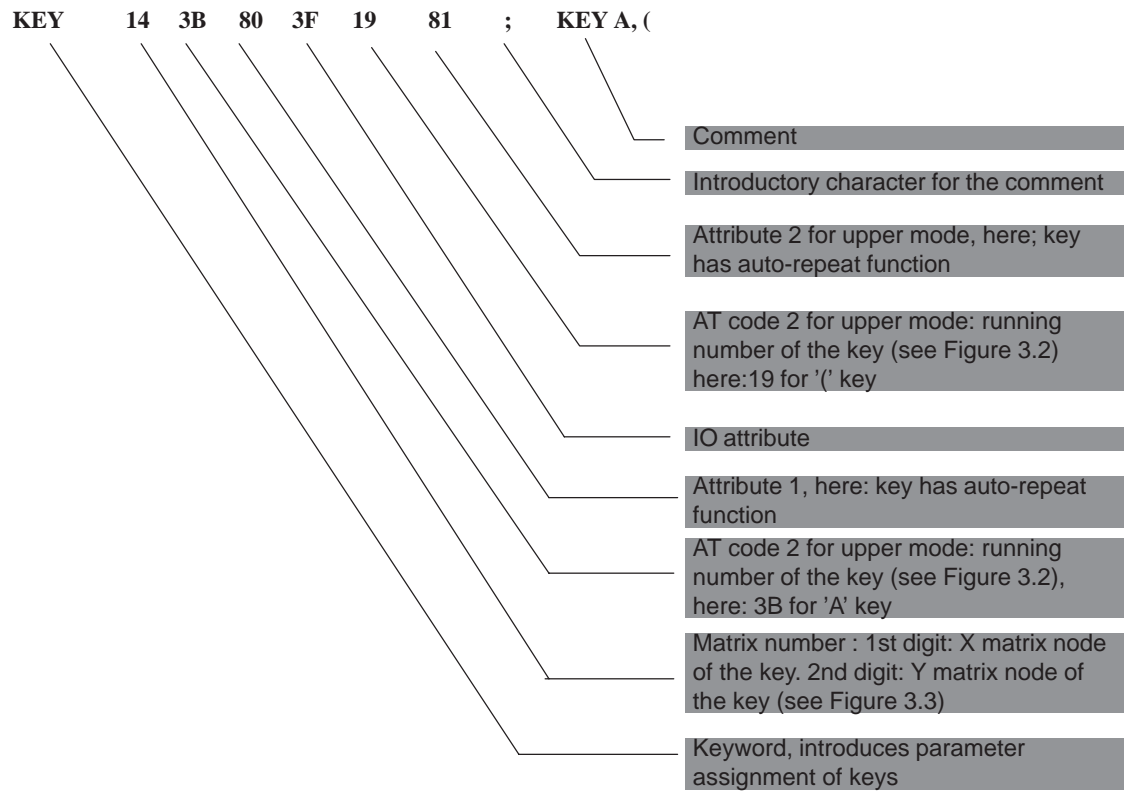 KEY 14 3B 80 3F 19 81 ; KEY A, (
Comment
Introductory character for the comment
Attribute 2 for upper mode, here; key
has auto-repeat function
AT code 2 for upper mode: running
number of the key (see Figure 3.2)
here:19 for ’(’ key
IO attribute
Attribute 1, here: key has auto-repeat
function
AT code 2 for upper mode: running
number of the key (see Figure 3.2),
here: 3B for ’A’ key
Matrix number : 1st digit: X matrix node
of the key. 2nd digit: Y matrix node of
the key (see Figure 3.3)
Keyword, introduces parameter
assignment of keys